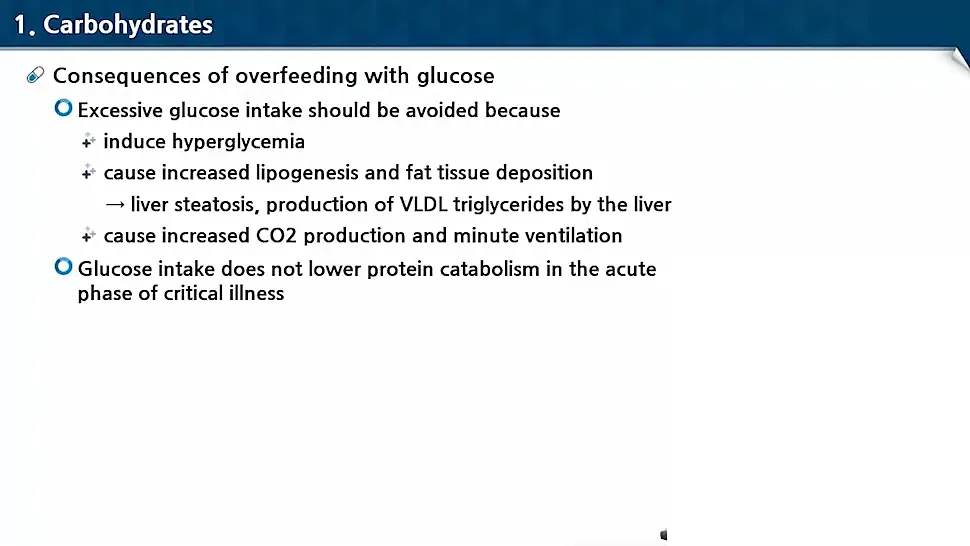 1. Carbohydrates
Consequences of overfeeding with glucose
Excessive glucose intake should be avoided because
induce hyperglycemia
cause increased lipogenesis and fat tissue deposition
→ liver steatosis, production of VLDL triglycerides by the liver
cause increased CO2 production and minute ventilation
Glucose intake does not lower protein catabolism in the acute
phase of critical illness